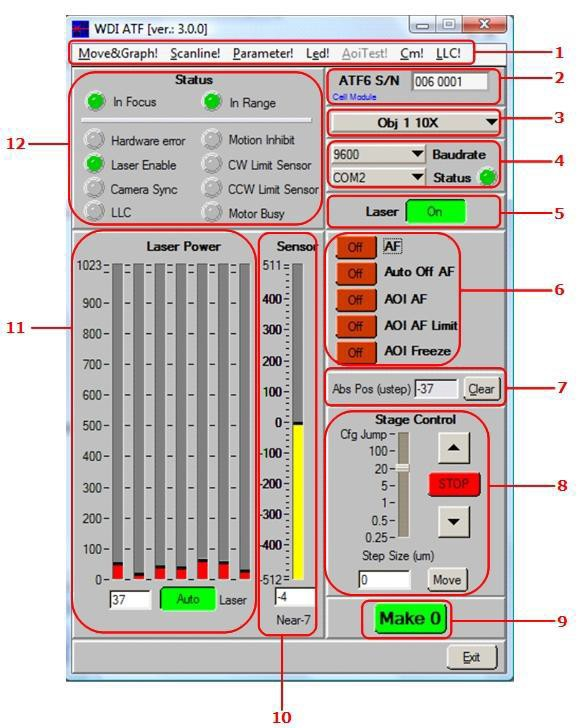 WDI ATF [ver.: 3.0.0]
Move&Graph! Scanline! Parameter! Led! AoiTest! Cm! LLC!
1
Status
In Focus In Range
Hardware error Motion Inhibit
Laser Enable CW Limit Sensor
Camera Sync CCW Limit Sensor
LLC Motor Busy
12
ATF6 S/N 006 0001
Cell Module
2
Obj 1 10X
3
9600 Baudrate
COM2 Status
4
Laser On
5
Laser Power
1023
900
800
700
600
500
400
300
200
100
0
37 Auto Laser
11
Sensor
511
400
300
200
100
0
-100
-200
-300
-400
-512
-4
Near-7
10
Off AF
Off Auto Off AF
Off AOI AF
Off AOI AF Limit
Off AOI Freeze
6
Abs Pos (ustep) -37 Clear
7
Stage Control
Cfg Jump
100
20
5
1
0.5
0.25
STOP
Step Size (um)
0 Move
8
Make 0
9
Exit